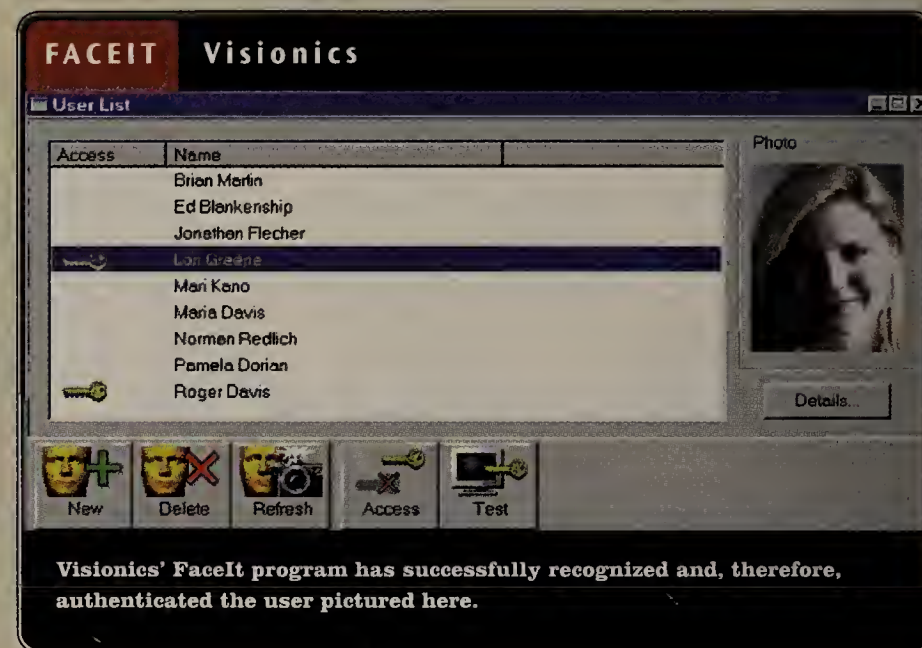 FACEIT Visionics
User List
Access Name
Photo
Brian Martin
Ed Blankenship
Jonathan Flecher
Lori Greene
Mari Kano
Maria Davis
Norman Redlich
Pamela Dorian
Roger Davis
Details...
New Delete Refresh Access Test
Visionics' FaceIt program has successfully recognized and, therefore,
authenticated the user pictured here.